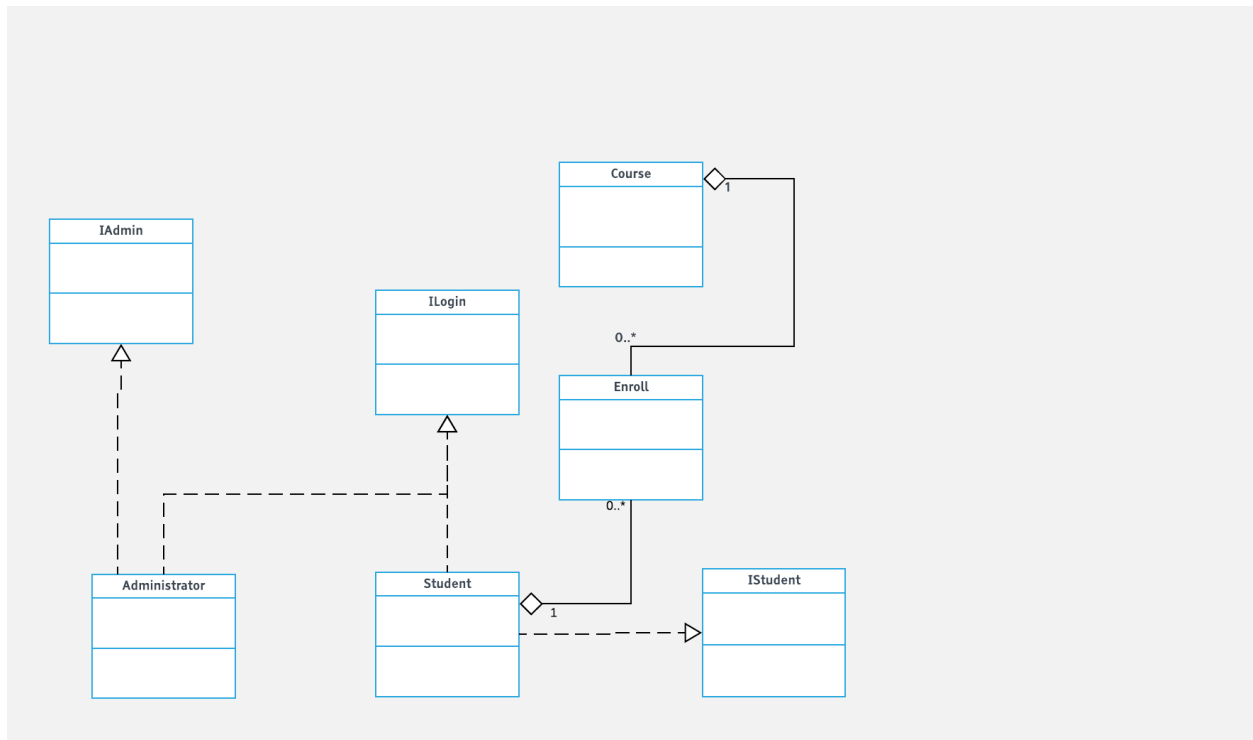 Course
1
IAdmin
ILogin
0..*
Enroll
0..*
Administrator
Student
IStudent
1